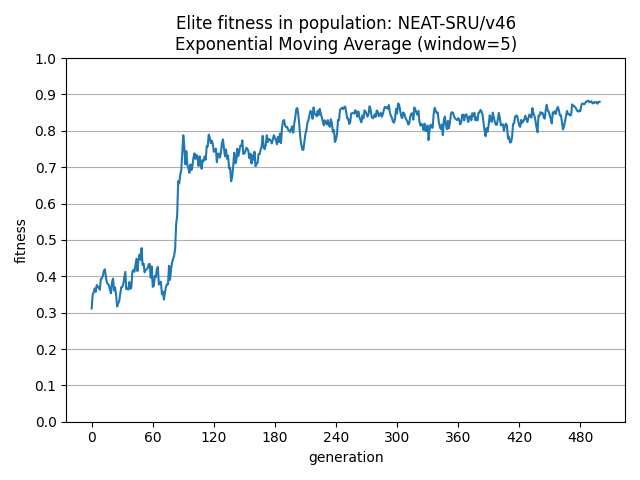 Elite fitness in population: NEAT-SRU/v46
Exponential Moving Average (window=5)
fitness
1.0
0.9
0.8
0.7
0.6
0.5
0.4
0.3
0.2
0.1
0.0
0 60 120 180 240 300 360 420 480
generation